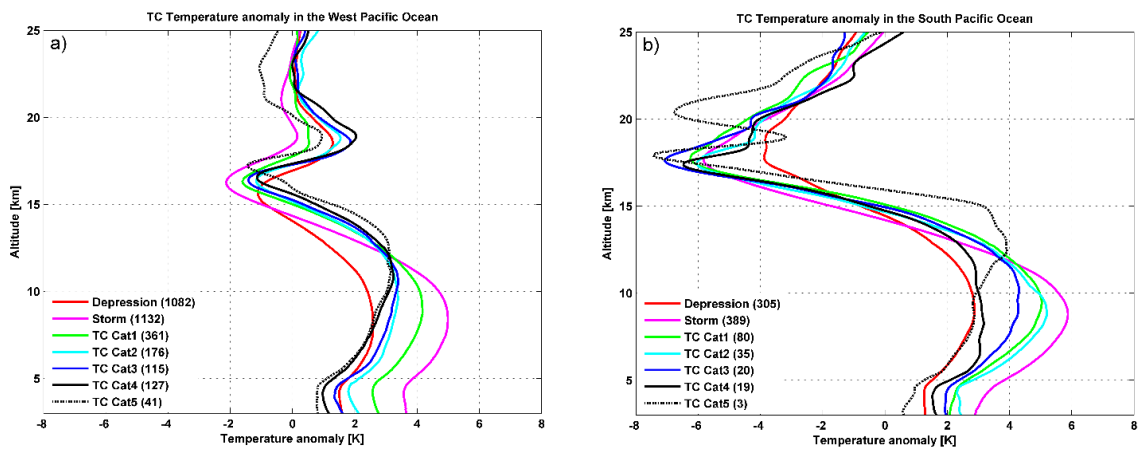 TC Temperature anomaly in the West Pacific Ocean
a)
25
20
15
10
5
Altitude [km]
Depression (1082)
Storm (1132)
TC Cat1 (361)
TC Cat2 (176)
TC Cat3 (115)
TC Cat4 (127)
TC Cat5 (41)
-8 -6 -4 -2 0 2 4 6 8
Temperature anomaly [K]
TC Temperature anomaly in the South Pacific Ocean
b)
25
20
15
10
5
Altitude [km]
Depression (305)
Storm (389)
TC Cat1 (80)
TC Cat2 (35)
TC Cat3 (20)
TC Cat4 (19)
TC Cat5 (3)
-8 -6 -4 -2 0 2 4 6 8
Temperature anomaly [K]